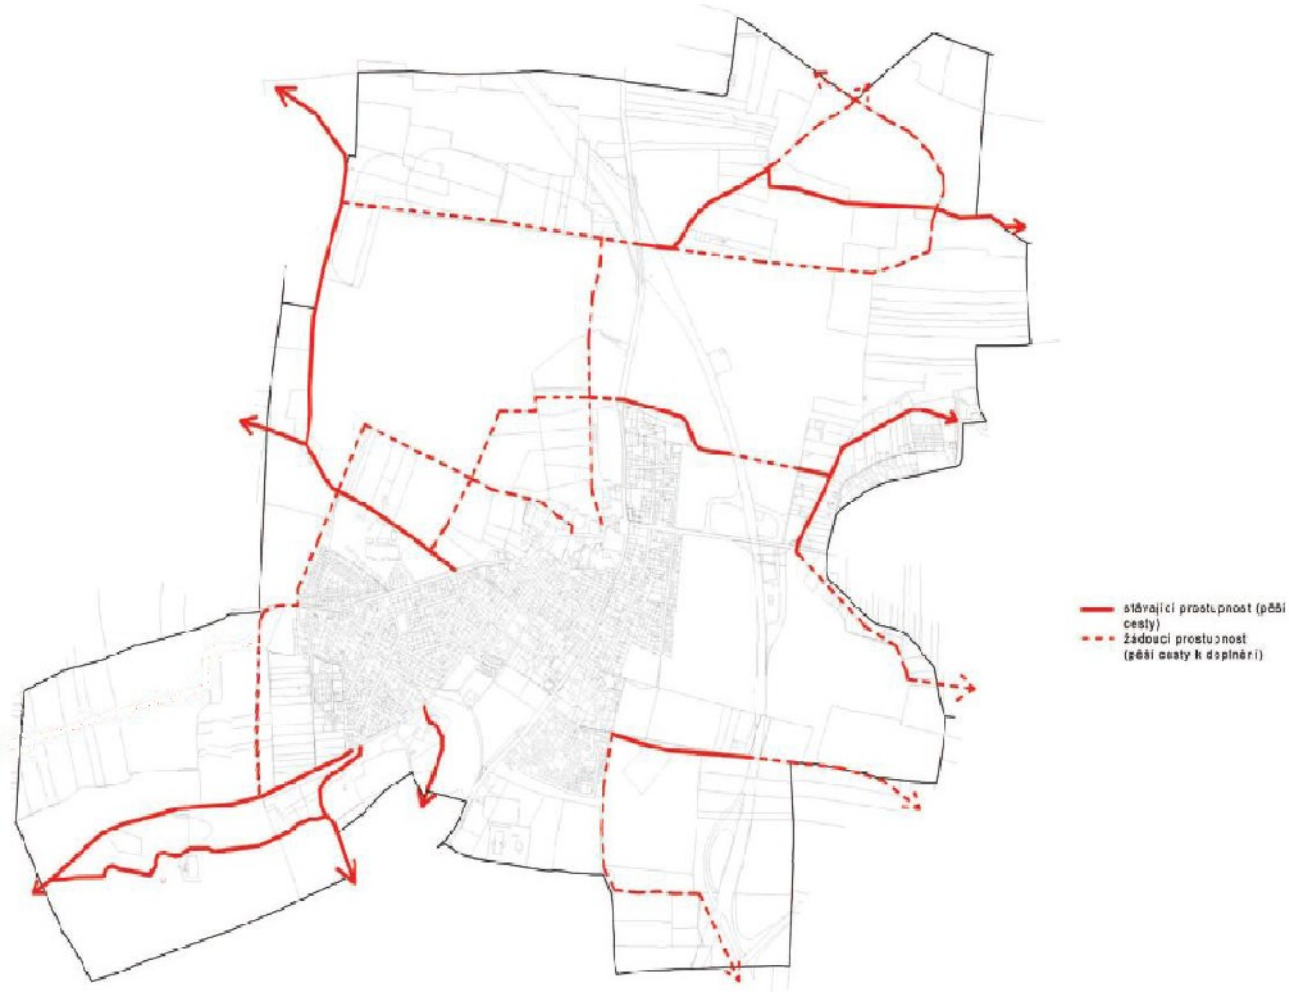 stávající prostupnost (pěší
cesty)
žádoucí prostupnost
(pěší cesty k doplnění)